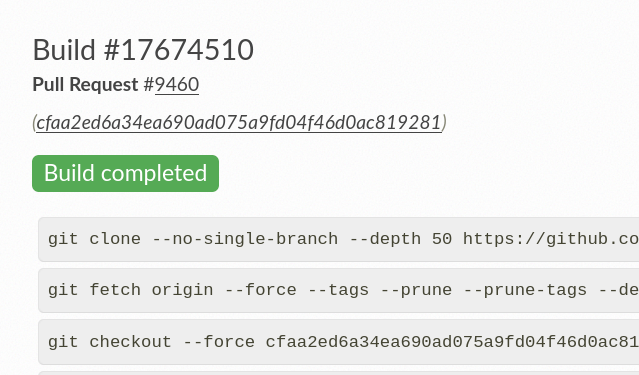 Build #17674510
Pull Request #9460
(cfaa2ed6a34ea690ad075a9fd04f46d0ac819281)
Build completed
git clone --no-single-branch --depth 50 https://github.co
git fetch origin --force --tags --prune --prune-tags --de
git checkout --force cfaa2ed6a34ea690ad075a9fd04f46d0ac81